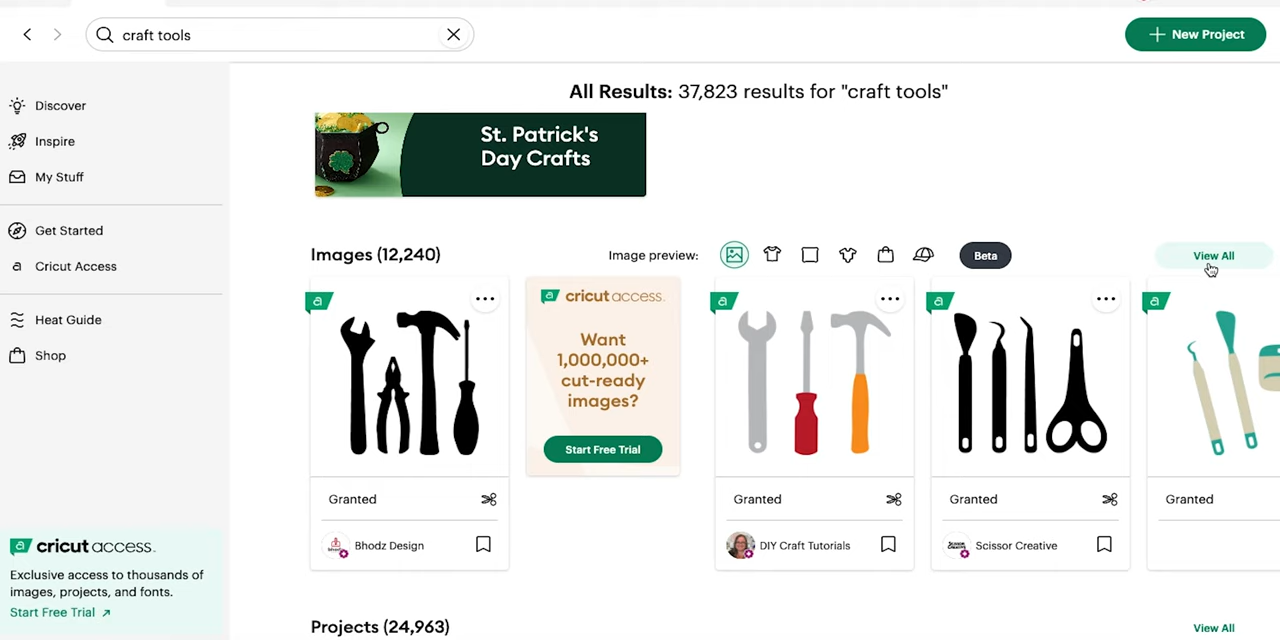 craft tools
New Project
Discover
Inspire
My Stuff
Get Started
a Cricut Access
Heat Guide
Shop
a cricut access.
Exclusive access to thousands of
images, projects, and fonts.
Start Free Trial
All Results: 37,823 results for "craft tools"
St. Patrick's
Day Crafts
Images (12,240)
Image preview:
Beta
View All
a
Granted
Bhodz Design
a cricut access.
Want
1,000,000+
cut-ready
images?
Start Free Trial
a
Granted
DIY Craft Tutorials
a
Granted
Scissor Creative
a
Granted
Projects (24,963)
View All